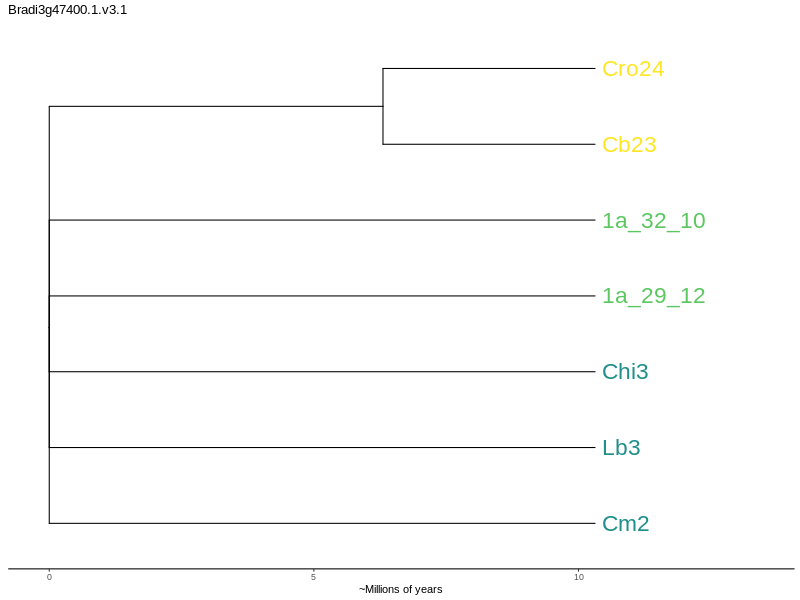 Bradi3g47400.1.v3.1
Cro24
Cb23
1a_32_10
1a_29_12
Chi3
Lb3
Cm2
0 5 10
~Millions of years